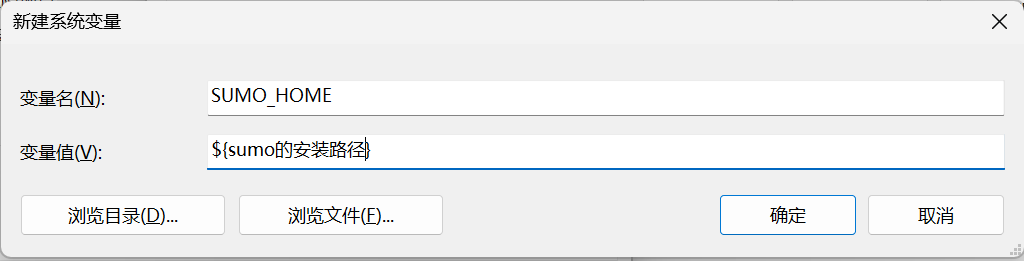 新建系统变量
变量名(N):
SUMO_HOME
变量值(V):
${sumo的安装路径}
浏览目录(D)...
浏览文件(F)...
确定
取消